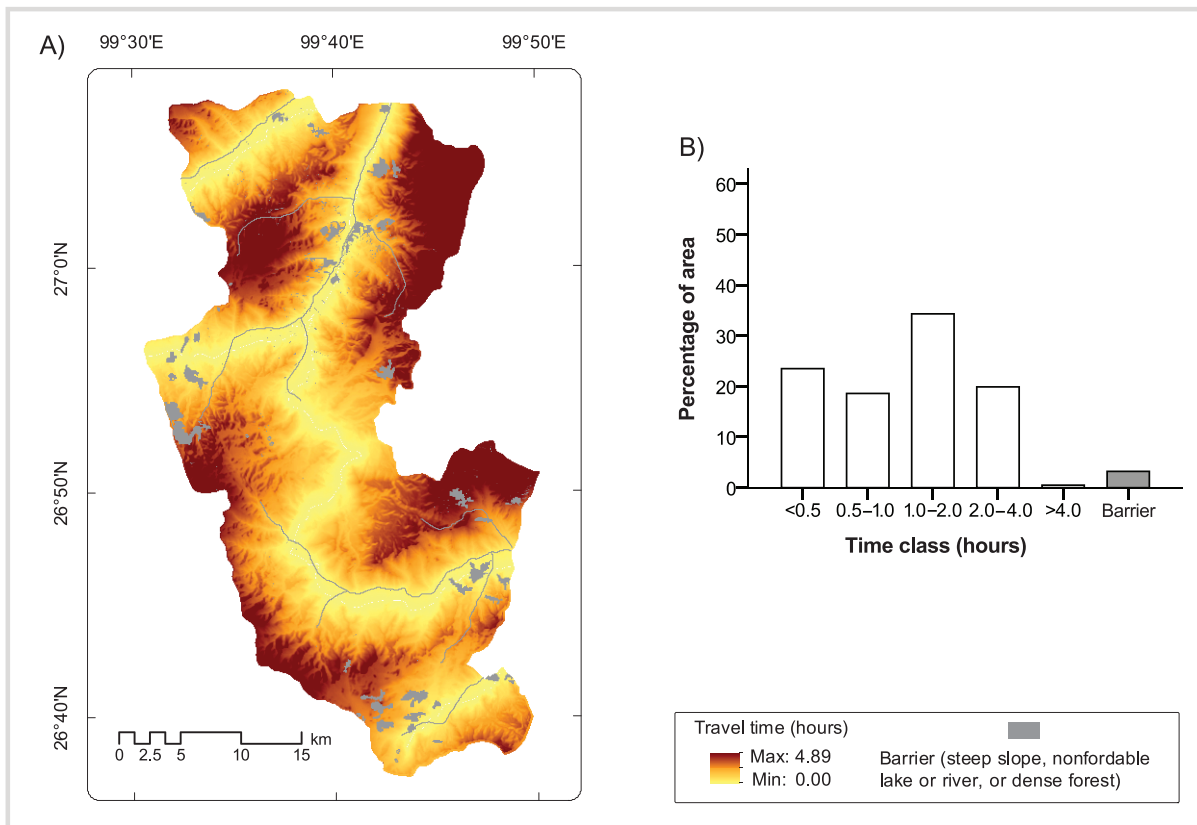 A)
99°30'E 99°40'E 99°50'E
27°0'N
26°50'N
26°40'N
km
0 2.5 5 10 15
B)
Percentage of area
60
50
40
30
20
10
0
<0.5 0.5–1.0 1.0–2.0 2.0–4.0 >4.0 Barrier
Time class (hours)
Travel time (hours)
Max: 4.89
Min: 0.00
Barrier (steep slope, nonfordable
lake or river, or dense forest)